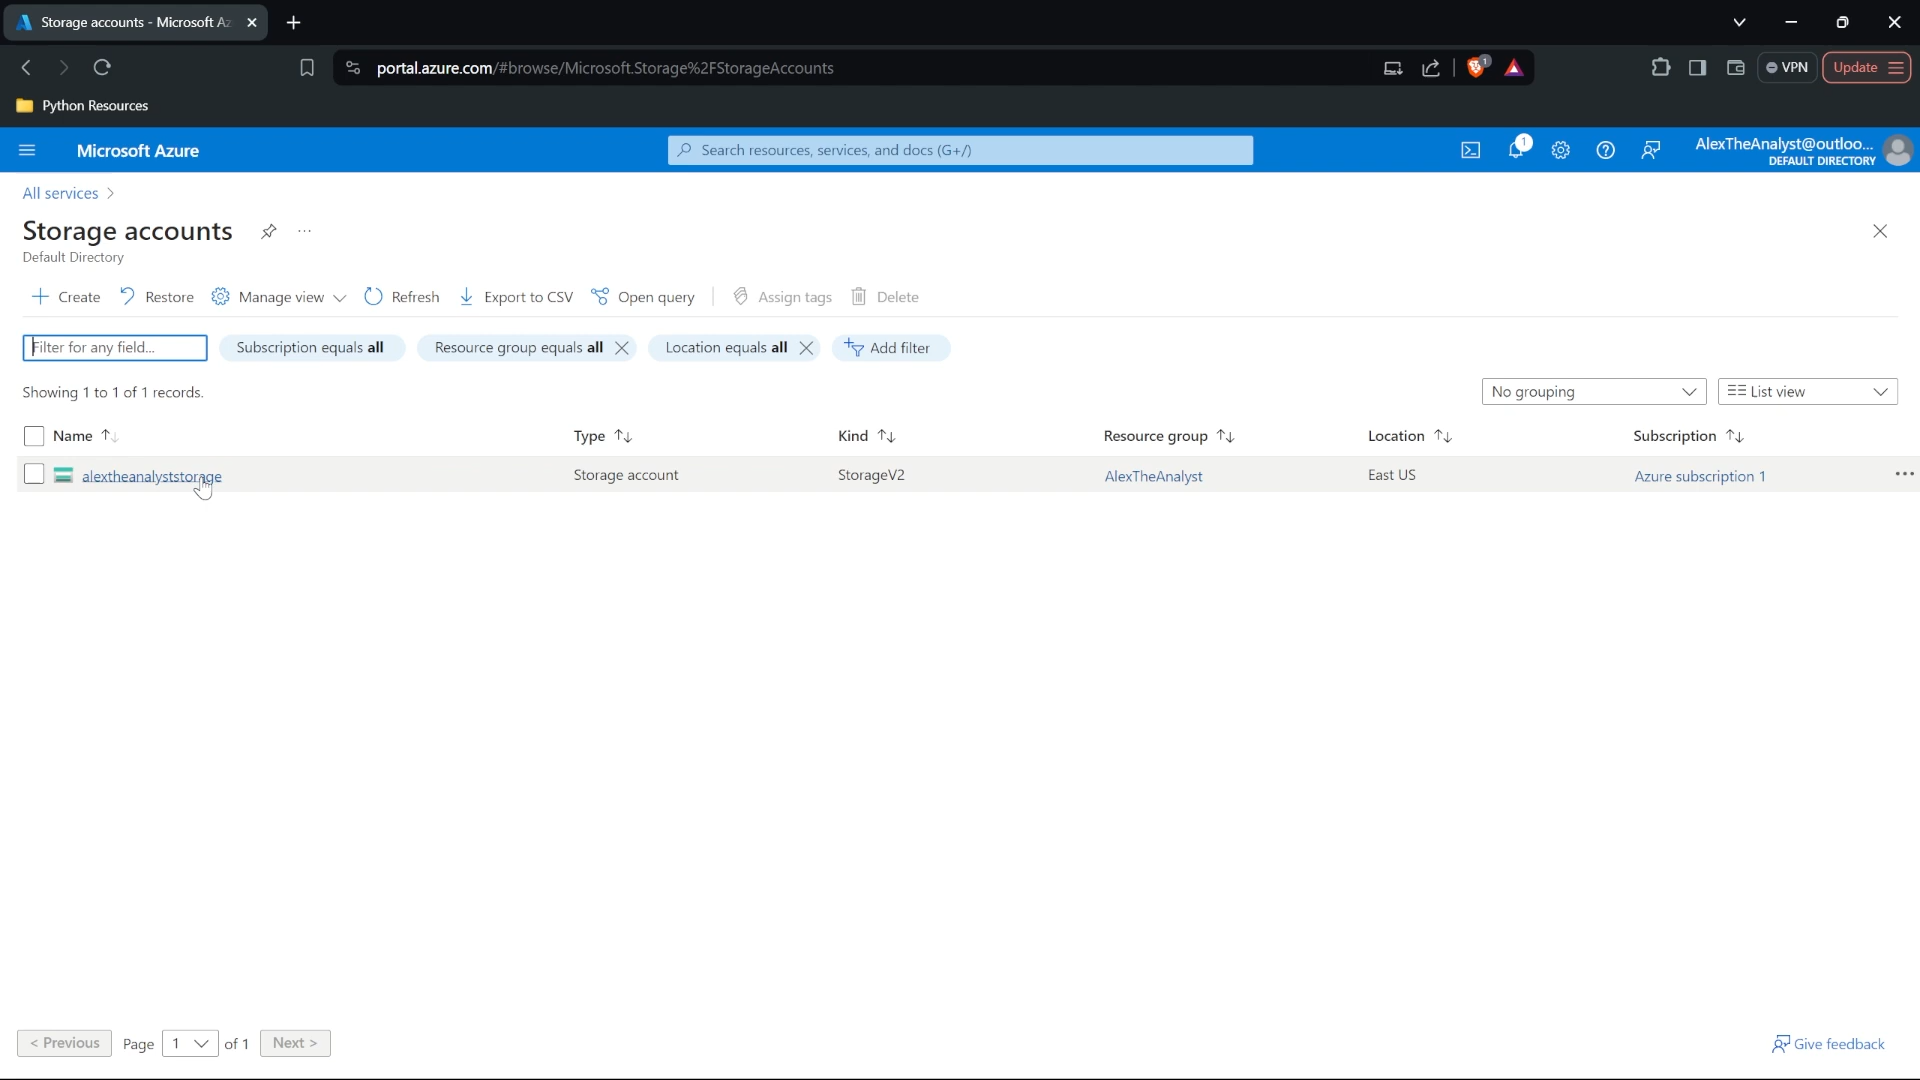 Storage accounts - Microsoft Az
portal.azure.com/#browse/Microsoft.Storage%2FStorageAccounts
1
VPN
Update
Python Resources
Microsoft Azure
Search resources, services, and docs (G+/)
1
AlexTheAnalyst@outloo...
DEFAULT DIRECTORY
All services >
Storage accounts
Default Directory
Create Restore Manage view Refresh Export to CSV Open query Assign tags Delete
Filter for any field... Subscription equals all Resource group equals all Location equals all Add filter
Showing 1 to 1 of 1 records.
No grouping List view
Name Type Kind Resource group Location Subscription
alextheanalyststorage Storage account StorageV2 AlexTheAnalyst East US Azure subscription 1
< Previous Page 1 of 1 Next >
Give feedback